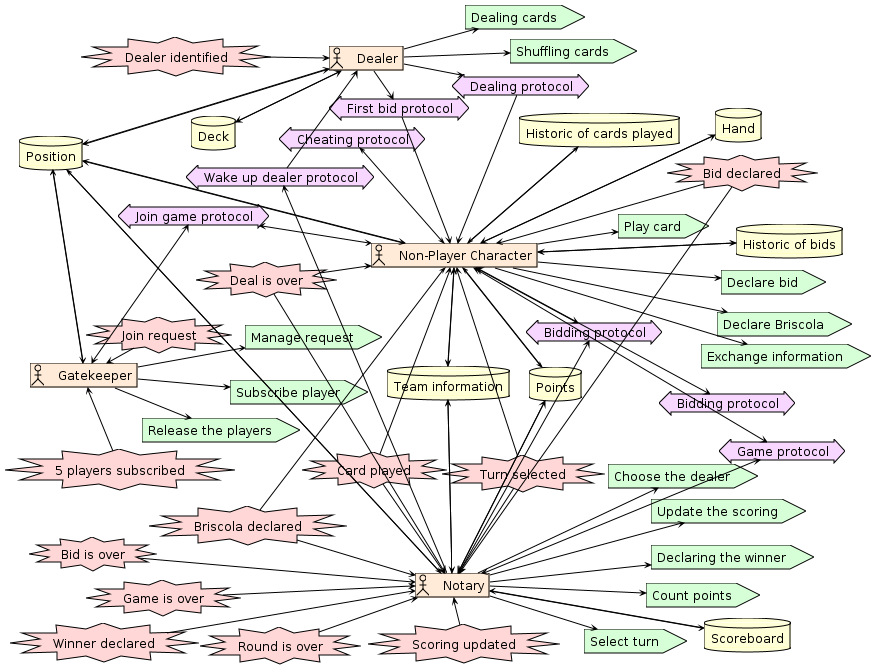 Dealing cards
Shuffling cards
Dealer identified
Dealer
Dealing protocol
First bid protocol
Deck
Historic of cards played
Hand
Cheating protocol
Position
Wake up dealer protocol
Bid declared
Join game protocol
Play card
Non-Player Character
Historic of bids
Deal is over
Declare bid
Join request
Manage request
Bidding protocol
Declare Briscola
Exchange information
Gatekeeper
Subscribe player
Team information
Points
Bidding protocol
Release the players
Game protocol
5 players subscribed
Card played
Turn selected
Choose the dealer
Update the scoring
Briscola declared
Bid is over
Declaring the winner
Notary
Game is over
Count points
Winner declared
Round is over
Scoring updated
Select turn
Scoreboard